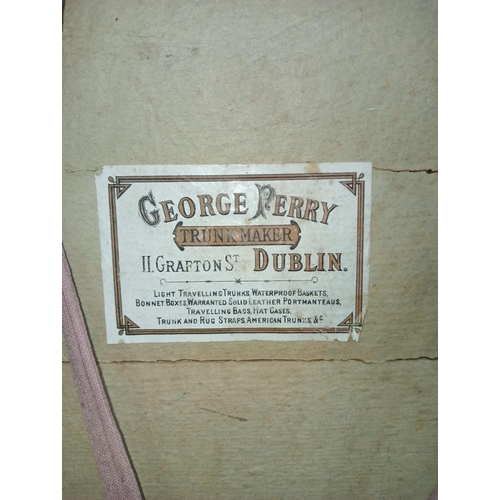 GEORGE PERRY
TRUNK MAKER
11. GRAFTON ST DUBLIN.
LIGHT TRAVELLING TRUNKS, WATERPROOF BASKETS,
BONNET BOXES, WARRANTED SOLID LEATHER PORTMANTEAUS,
TRAVELLING BAGS, HAT CASES,
TRUNK AND RUG STRAPS AMERICAN TRUNKS, &c